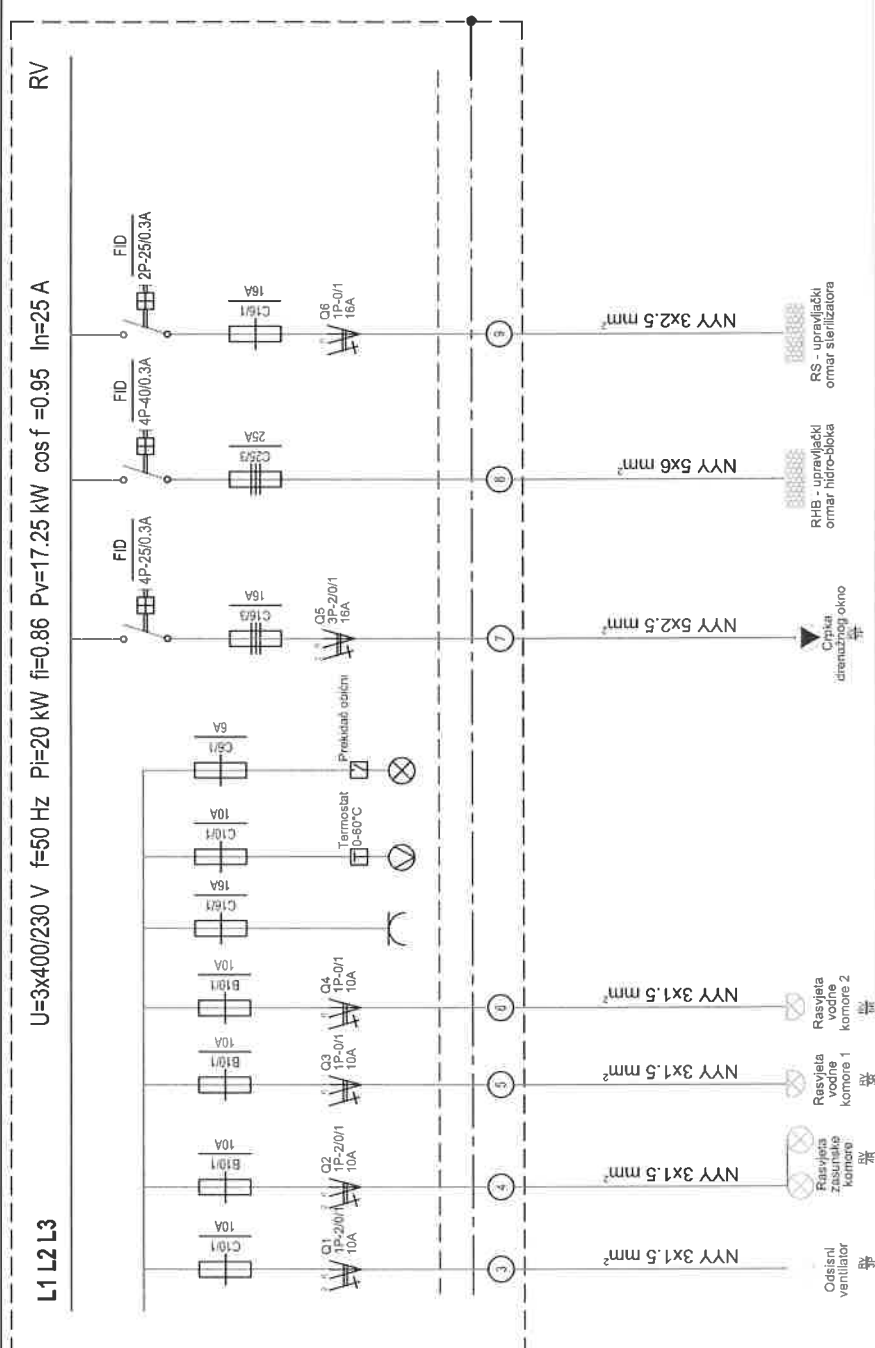 U=3x400/230 V f=50 Hz Pi=20 kW fi=0.86 Pv=17.25 kW cos f =0.95 In=25 A
RV
L1 L2 L3
C10/1
10A
Q1
1P-2/0/1
10A
3
NYY 3x1.5 mm²
Odsisni
ventilator
B10/1
10A
Q2
1P-2/0/1
10A
4
NYY 3x1.5 mm²
Rasvjeta
zasunske
komore
B10/1
10A
Q3
1P-0/1
10A
5
NYY 3x1.5 mm²
Rasvjeta
vodne
komore 1
B10/1
10A
Q4
1P-0/1
10A
6
NYY 3x1.5 mm²
Rasvjeta
vodne
komore 2
C16/1
16A
C10/1
10A
Termostat
0-60°C
T
C6/1
6A
Prekidač obični
FID
4P-25/0.3A
C16/3
16A
Q5
3P-2/0/1
16A
7
NYY 5x2.5 mm²
Crpka
drenažnog okno
FID
4P-40/0.3A
C25/3
25A
8
NYY 5x6 mm²
RHB - upravljački
ormar hidro-bloka
FID
2P-25/0.3A
C16/1
16A
Q6
1P-0/1
16A
9
NYY 3x2.5 mm²
RS - upravljački
ormar sterilizatora